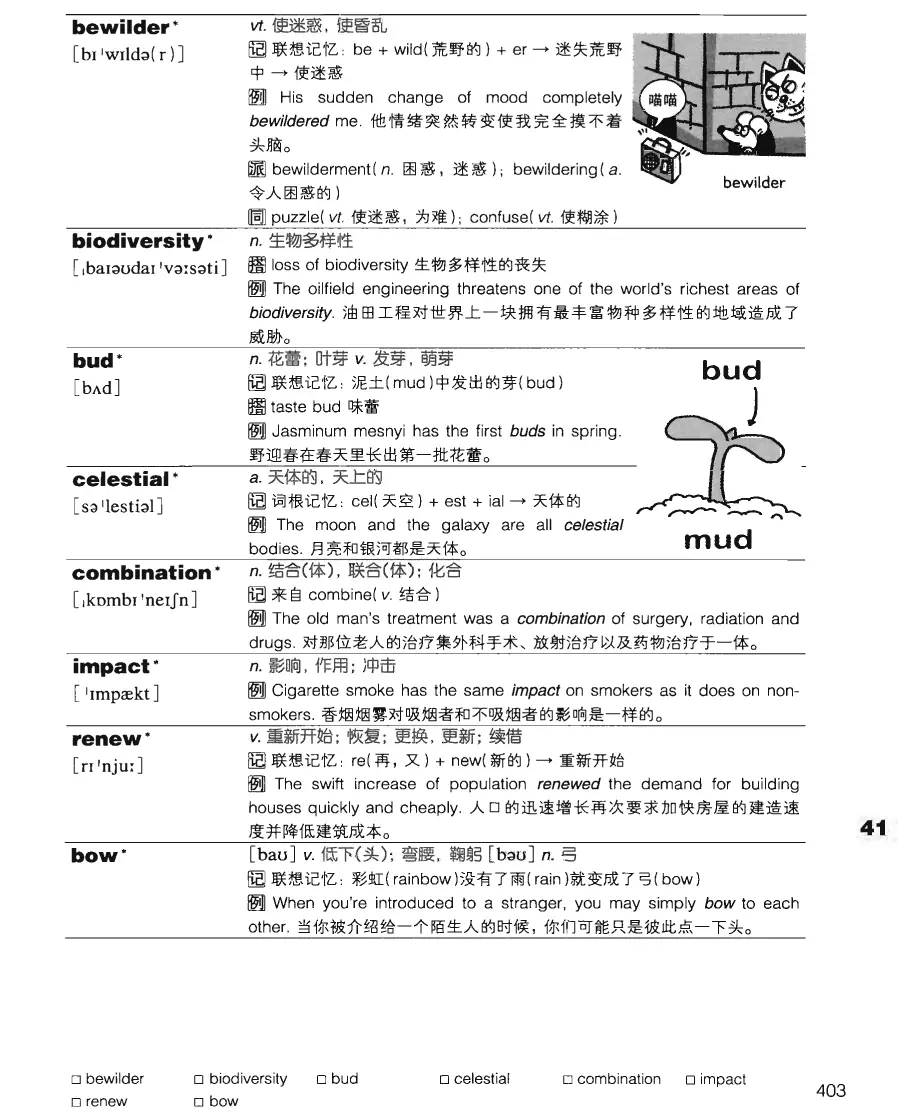 bewilder*
[bɪˈwɪldə(r)]
vt. 使迷惑, 使昏乱
记 联想记忆: be + wild(荒野的) + er → 迷失荒野
中 → 使迷惑
例 His sudden change of mood completely
bewildered me. 他情绪突然转变使我完全摸不着
头脑。
派 bewilderment(n. 困惑, 迷惑); bewildering(a.
令人困惑的)
同 puzzle(vt. 使迷惑, 为难); confuse(vt. 使糊涂)
喵喵
bewilder
biodiversity*
[ˌbaɪəʊdaɪˈvɜːsəti]
n. 生物多样性
搭 loss of biodiversity 生物多样性的丧失
例 The oilfield engineering threatens one of the world's richest areas of
biodiversity. 油田工程对世界上一块拥有最丰富物种多样性的地域造成了
威胁。
bud*
[bʌd]
n. 花蕾; 叶芽 v. 发芽, 萌芽
记 联想记忆: 泥土(mud)中发出的芽(bud)
搭 taste bud 味蕾
例 Jasminum mesnyi has the first buds in spring.
野迎春在春天里长出第一批花蕾。
bud
mud
celestial*
[səˈlestiəl]
a. 天体的, 天上的
记 词根记忆: cel(天空) + est + ial → 天体的
例 The moon and the galaxy are all celestial
bodies. 月亮和银河都是天体。
combination*
[ˌkɒmbɪˈneɪʃn]
n. 结合(体), 联合(体); 化合
记 来自 combine(v. 结合)
例 The old man's treatment was a combination of surgery, radiation and
drugs. 对那位老人的治疗集外科手术、放射治疗以及药物治疗于一体。
impact*
[ˈɪmpækt]
n. 影响, 作用; 冲击
例 Cigarette smoke has the same impact on smokers as it does on non-
smokers. 香烟烟雾对吸烟者和不吸烟者的影响是一样的。
renew*
[rɪˈnjuː]
v. 重新开始; 恢复; 更换, 更新; 续借
记 联想记忆: re(再, 又) + new(新的) → 重新开始
例 The swift increase of population renewed the demand for building
houses quickly and cheaply. 人口的迅速增长再次要求加快房屋的建造速
度并降低建筑成本。
bow*
[baʊ] v. 低下(头); 弯腰, 鞠躬 [bəʊ] n. 弓
记 联想记忆: 彩虹(rainbow)没有了雨(rain)就变成了弓(bow)
例 When you're introduced to a stranger, you may simply bow to each
other. 当你被介绍给一个陌生人的时候, 你们可能只是彼此点一下头。
41
□ bewilder □ biodiversity □ bud □ celestial □ combination □ impact
□ renew □ bow
403